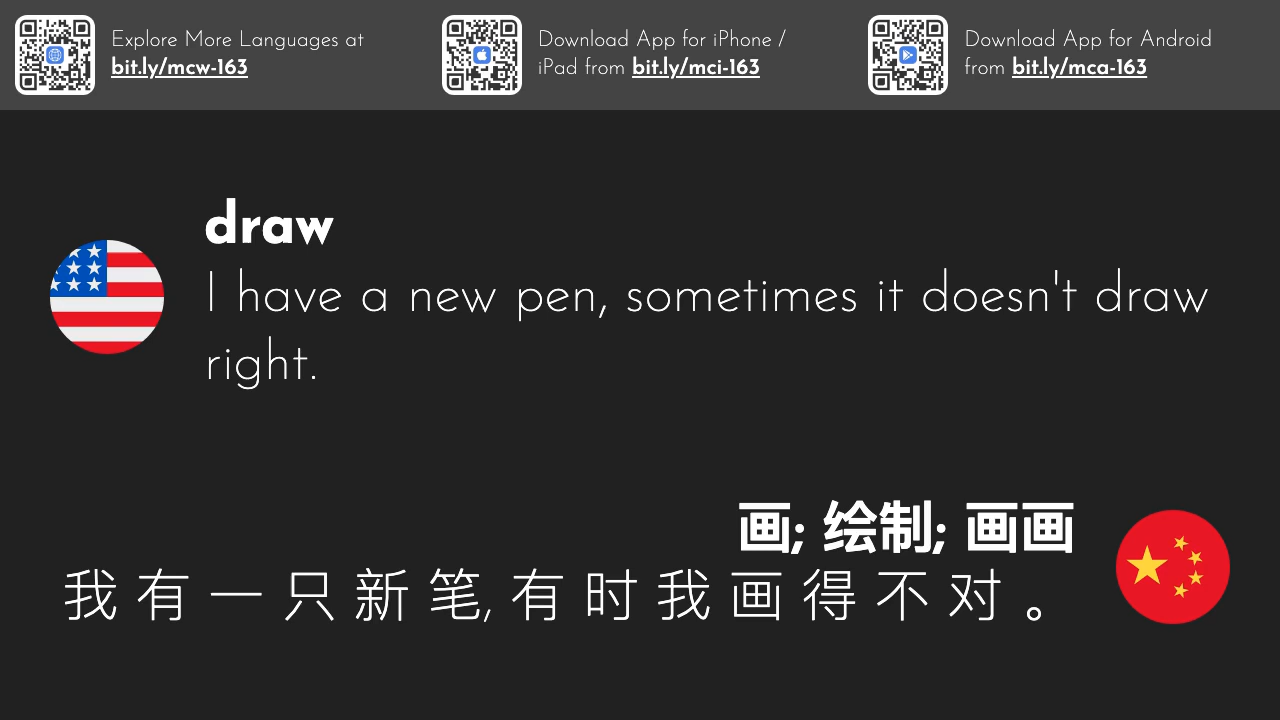 Explore More Languages at
bit.ly/mcw-163
Download App for iPhone /
iPad from bit.ly/mci-163
Download App for Android
from bit.ly/mca-163
draw
I have a new pen, sometimes it doesn't draw
right.
画; 绘制; 画画
我 有 一 只 新 笔, 有 时 我 画 得 不 对 。